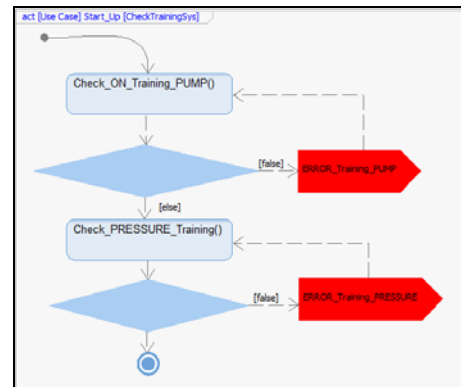 act [Use Case] Start_Up [CheckTrainingSys]
Check_ON_Training_PUMP()
[false]
ERROR_Training_PUMP
[else]
Check_PRESSURE_Training()
[false]
ERROR_Training_PRESSURE